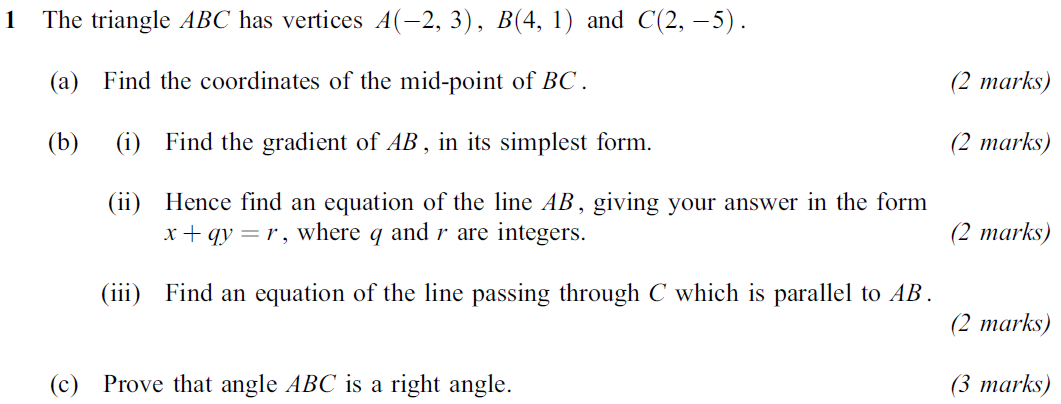 1 The triangle ABC has vertices A(−2, 3), B(4, 1) and C(2, −5).
(a) Find the coordinates of the mid-point of BC. (2 marks)
(b) (i) Find the gradient of AB, in its simplest form. (2 marks)
(ii) Hence find an equation of the line AB, giving your answer in the form
x + qy = r, where q and r are integers. (2 marks)
(iii) Find an equation of the line passing through C which is parallel to AB.
(2 marks)
(c) Prove that angle ABC is a right angle. (3 marks)